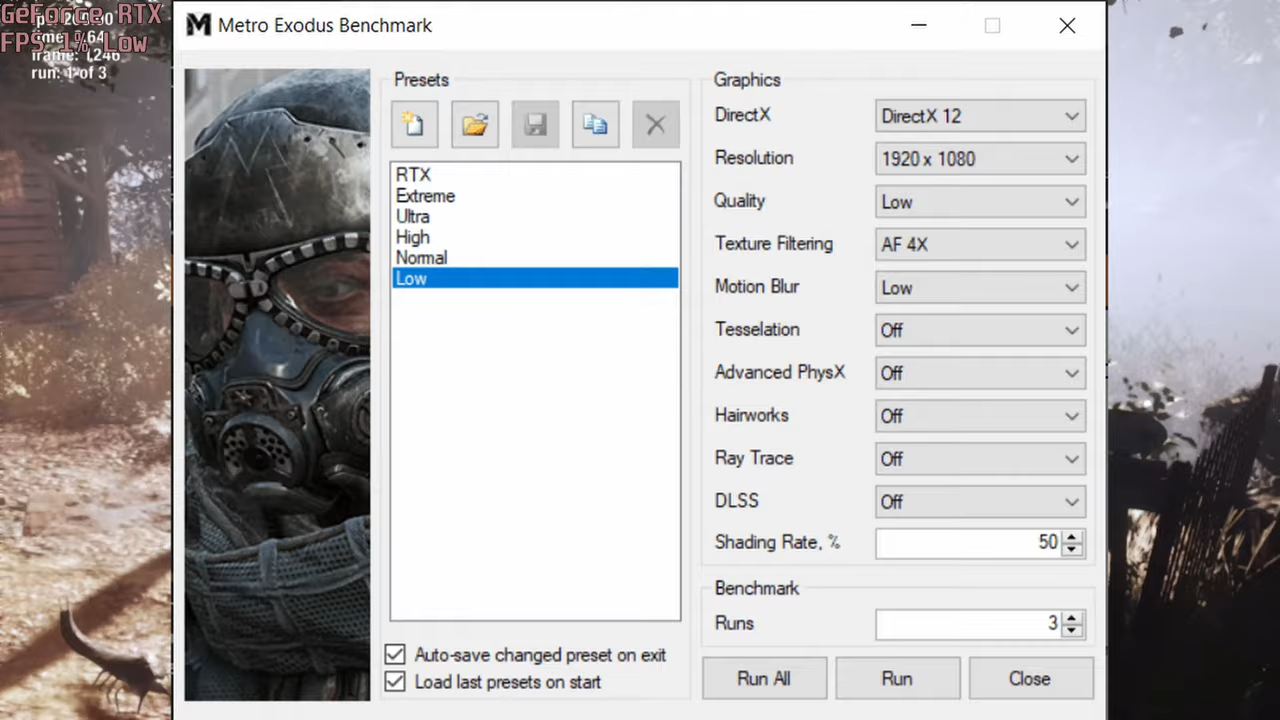 GeForce RTX
FPS 1% Low
frame: 1,246
run: 1 of 3
Metro Exodus Benchmark
Presets
RTX
Extreme
Ultra
High
Normal
Low
Auto-save changed preset on exit
Load last presets on start
Graphics
DirectX DirectX 12
Resolution 1920 x 1080
Quality Low
Texture Filtering AF 4X
Motion Blur Low
Tesselation Off
Advanced PhysX Off
Hairworks Off
Ray Trace Off
DLSS Off
Shading Rate, % 50
Benchmark
Runs 3
Run All Run Close